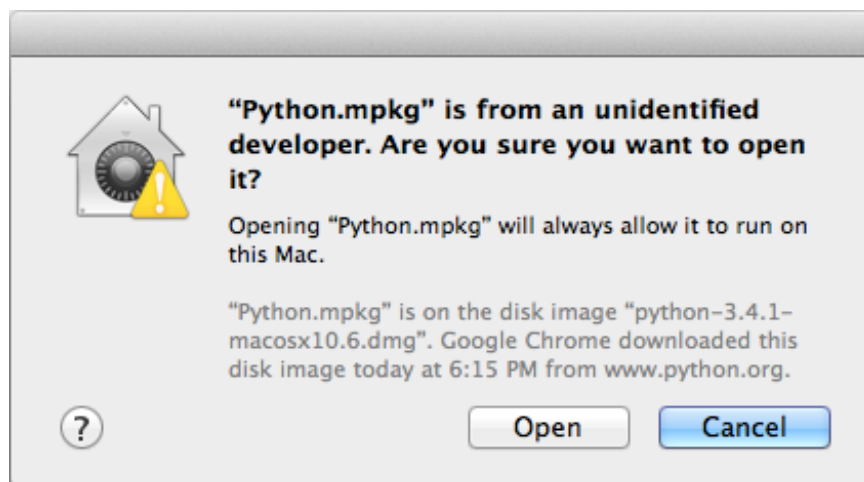 “Python.mpkg” is from an unidentified
developer. Are you sure you want to open
it?
Opening “Python.mpkg” will always allow it to run on
this Mac.
“Python.mpkg” is on the disk image “python-3.4.1-
macosx10.6.dmg”. Google Chrome downloaded this
disk image today at 6:15 PM from www.python.org.
? Open Cancel